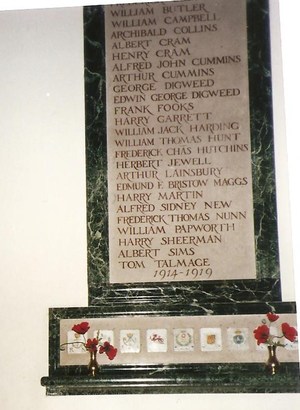 WILLIAM BUTLER
WILLIAM CAMPBELL
ARCHIBALD COLLINS
ALBERT CRAM
HENRY CRAM
ALFRED JOHN CUMMINS
ARTHUR CUMMINS
GEORGE DIGWEED
EDWIN GEORGE DIGWEED
FRANK FOOKS
HARRY GARRETT
WILLIAM JACK HARDING
WILLIAM THOMAS HUNT
FREDERICK CHAS HUTCHINS
HERBERT JEWELL
ARTHUR LAINSBURY
EDMUND F. BRISTOW MAGGS
HARRY MARTIN
ALFRED SIDNEY NEW
FREDERICK THOMAS NUNN
WILLIAM PAPWORTH
HARRY SHEERMAN
ALBERT SIMS
TOM TALMAGE
1914-1919